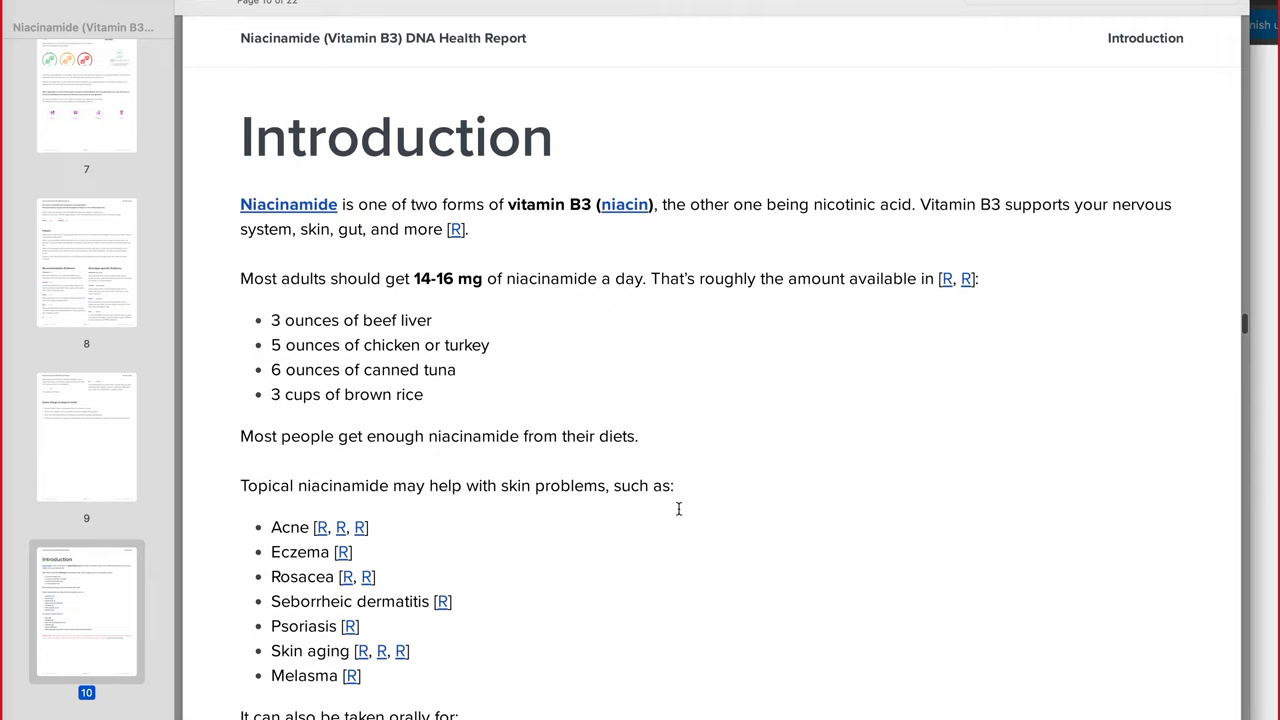 Page 10 of 22
Niacinamide (Vitamin B3...
7
8
9
10
nish u
Niacinamide (Vitamin B3) DNA Health Report
Introduction
Introduction
Niacinamide is one of two forms of vitamin B3 (niacin), the other one being nicotinic acid. Vitamin B3 supports your nervous
system, skin, gut, and more [R].
Most adults should get 14-16 mg of niacinamide a day. That's roughly the amount available in [R, R]:
3 ounces of beef liver
5 ounces of chicken or turkey
6 ounces of canned tuna
3 cups of brown rice
Most people get enough niacinamide from their diets.
Topical niacinamide may help with skin problems, such as:
Acne [R, R, R]
Eczema [R]
Rosacea [R, R]
Seborrheic dermatitis [R]
Psoriasis [R]
Skin aging [R, R, R]
Melasma [R]
It can also be taken orally for: